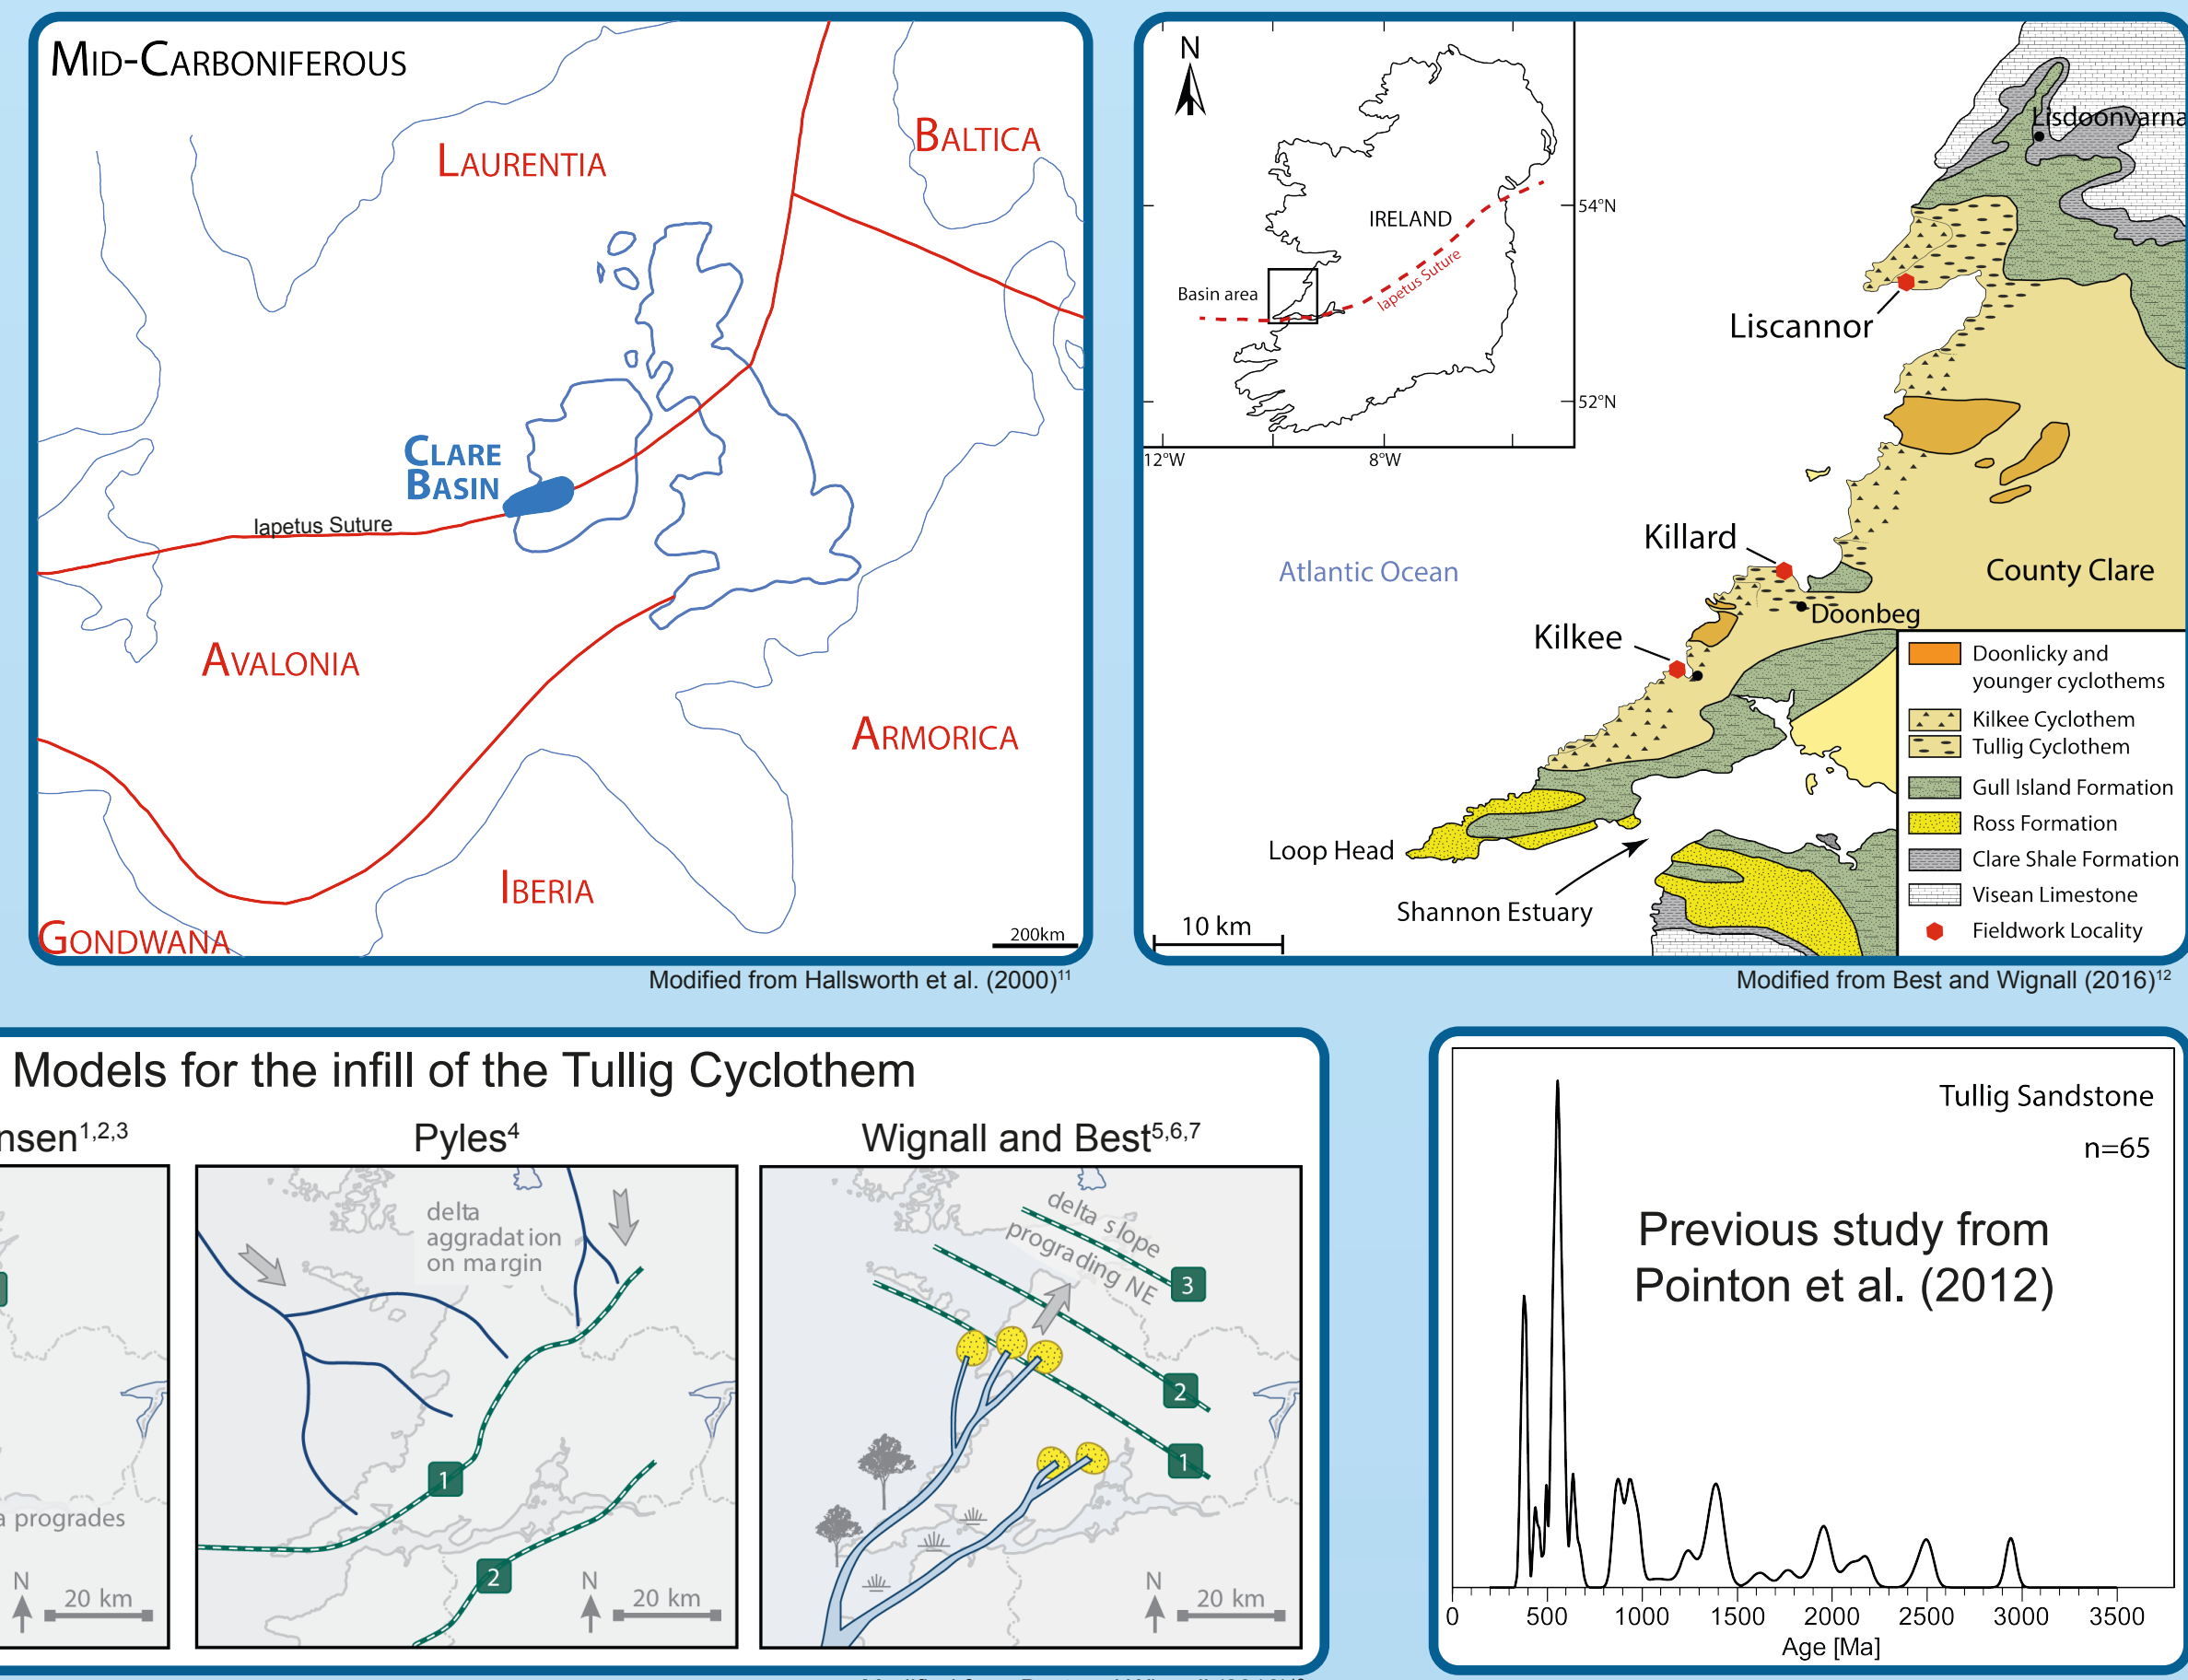 MID-CARBONIFEROUS
LAURENTIA
BALTICA
CLARE
BASIN
Iapetus Suture
AVALONIA
ARMORICA
IBERIA
GONDWANA
200km
Modified from Hallsworth et al. (2000)11
N
IRELAND
Iapetus Suture
Basin area
54°N
52°N
12°W
8°W
Lisdoonvarna
Liscannor
Killard
Atlantic Ocean
County Clare
Doonbeg
Kilkee
Loop Head
Shannon Estuary
10 km
Doonlicky and
younger cyclothems
Kilkee Cyclothem
Tullig Cyclothem
Gull Island Formation
Ross Formation
Clare Shale Formation
Visean Limestone
Fieldwork Locality
Modified from Best and Wignall (2016)12
Models for the infill of the Tullig Cyclothem
nsen1,2,3
a progrades
N
20 km
Pyles4
delta
aggradation
on margin
1
2
N
20 km
Wignall and Best5,6,7
delta slope
prograding NE
3
2
1
N
20 km
Tullig Sandstone
n=65
Previous study from
Pointon et al. (2012)
0 500 1000 1500 2000 2500 3000 3500
Age [Ma]